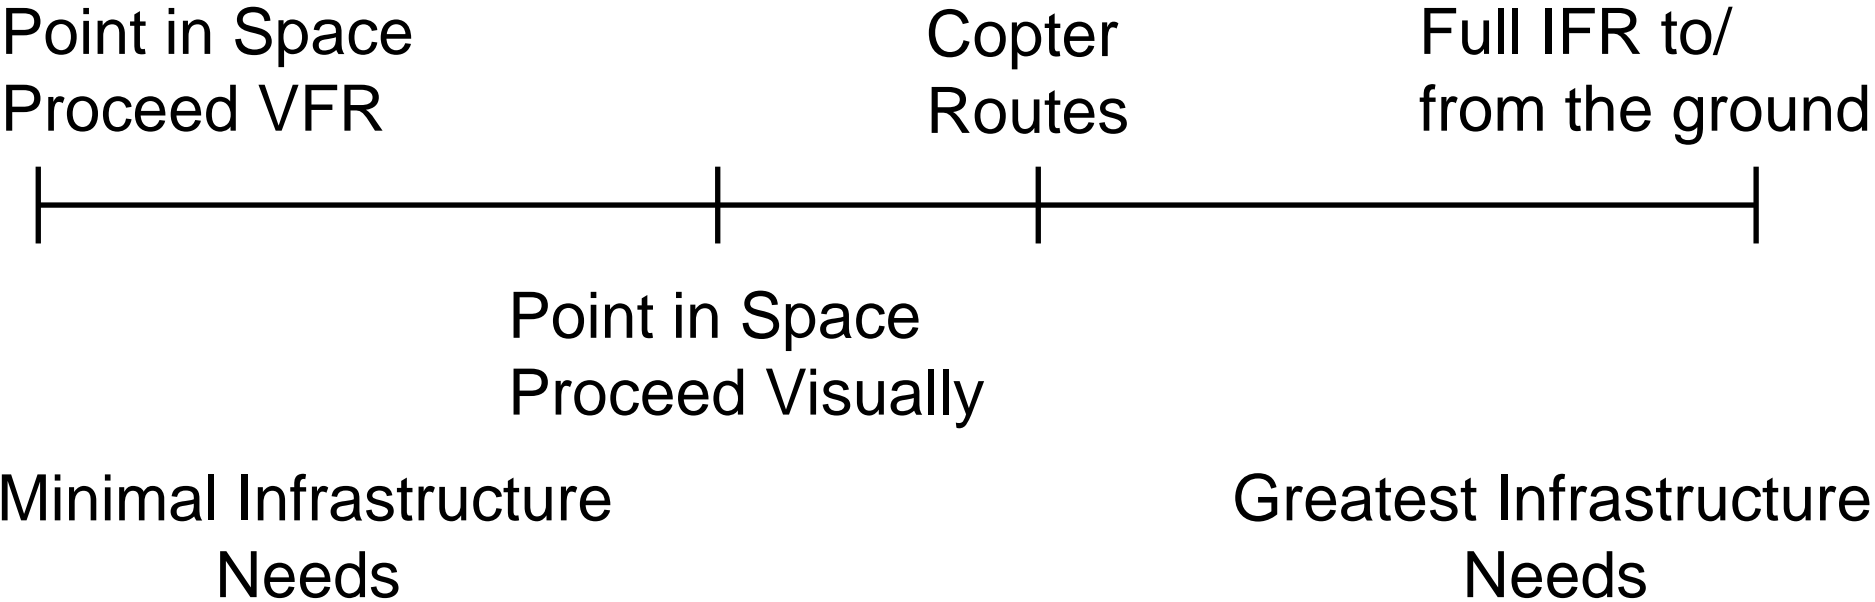 Point in Space
Proceed VFR
Copter
Routes
Full IFR to/
from the ground
Point in Space
Proceed Visually
Minimal Infrastructure
Needs
Greatest Infrastructure
Needs